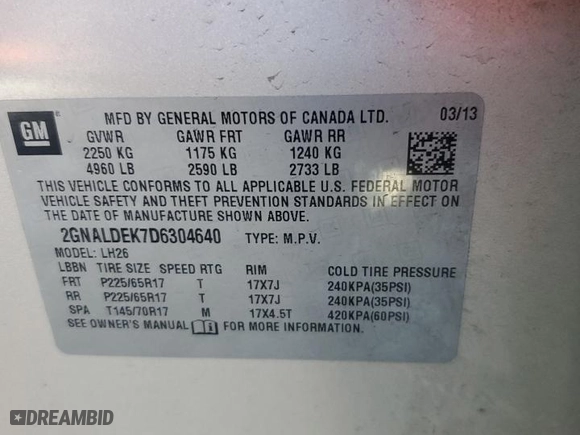 GM
MFD BY GENERAL MOTORS OF CANADA LTD. 03/13
GVWR GAWR FRT GAWR RR
2250 KG 1175 KG 1240 KG
4960 LB 2590 LB 2733 LB
THIS VEHICLE CONFORMS TO ALL APPLICABLE U.S. FEDERAL MOTOR
VEHICLE SAFETY AND THEFT PREVENTION STANDARDS IN EFFECT ON
THE DATE OF MANUFACTURE SHOWN ABOVE.
2GNALDEK7D6304640 TYPE: M.P.V.
MODEL: LH26
LBBN TIRE SIZE SPEED RTG RIM COLD TIRE PRESSURE
FRT P225/65R17 T 17X7J 240KPA(35PSI)
RR P225/65R17 T 17X7J 240KPA(35PSI)
SPA T145/70R17 M 17X4.5T 420KPA(60PSI)
SEE OWNER'S MANUAL FOR MORE INFORMATION.
DREAMBID